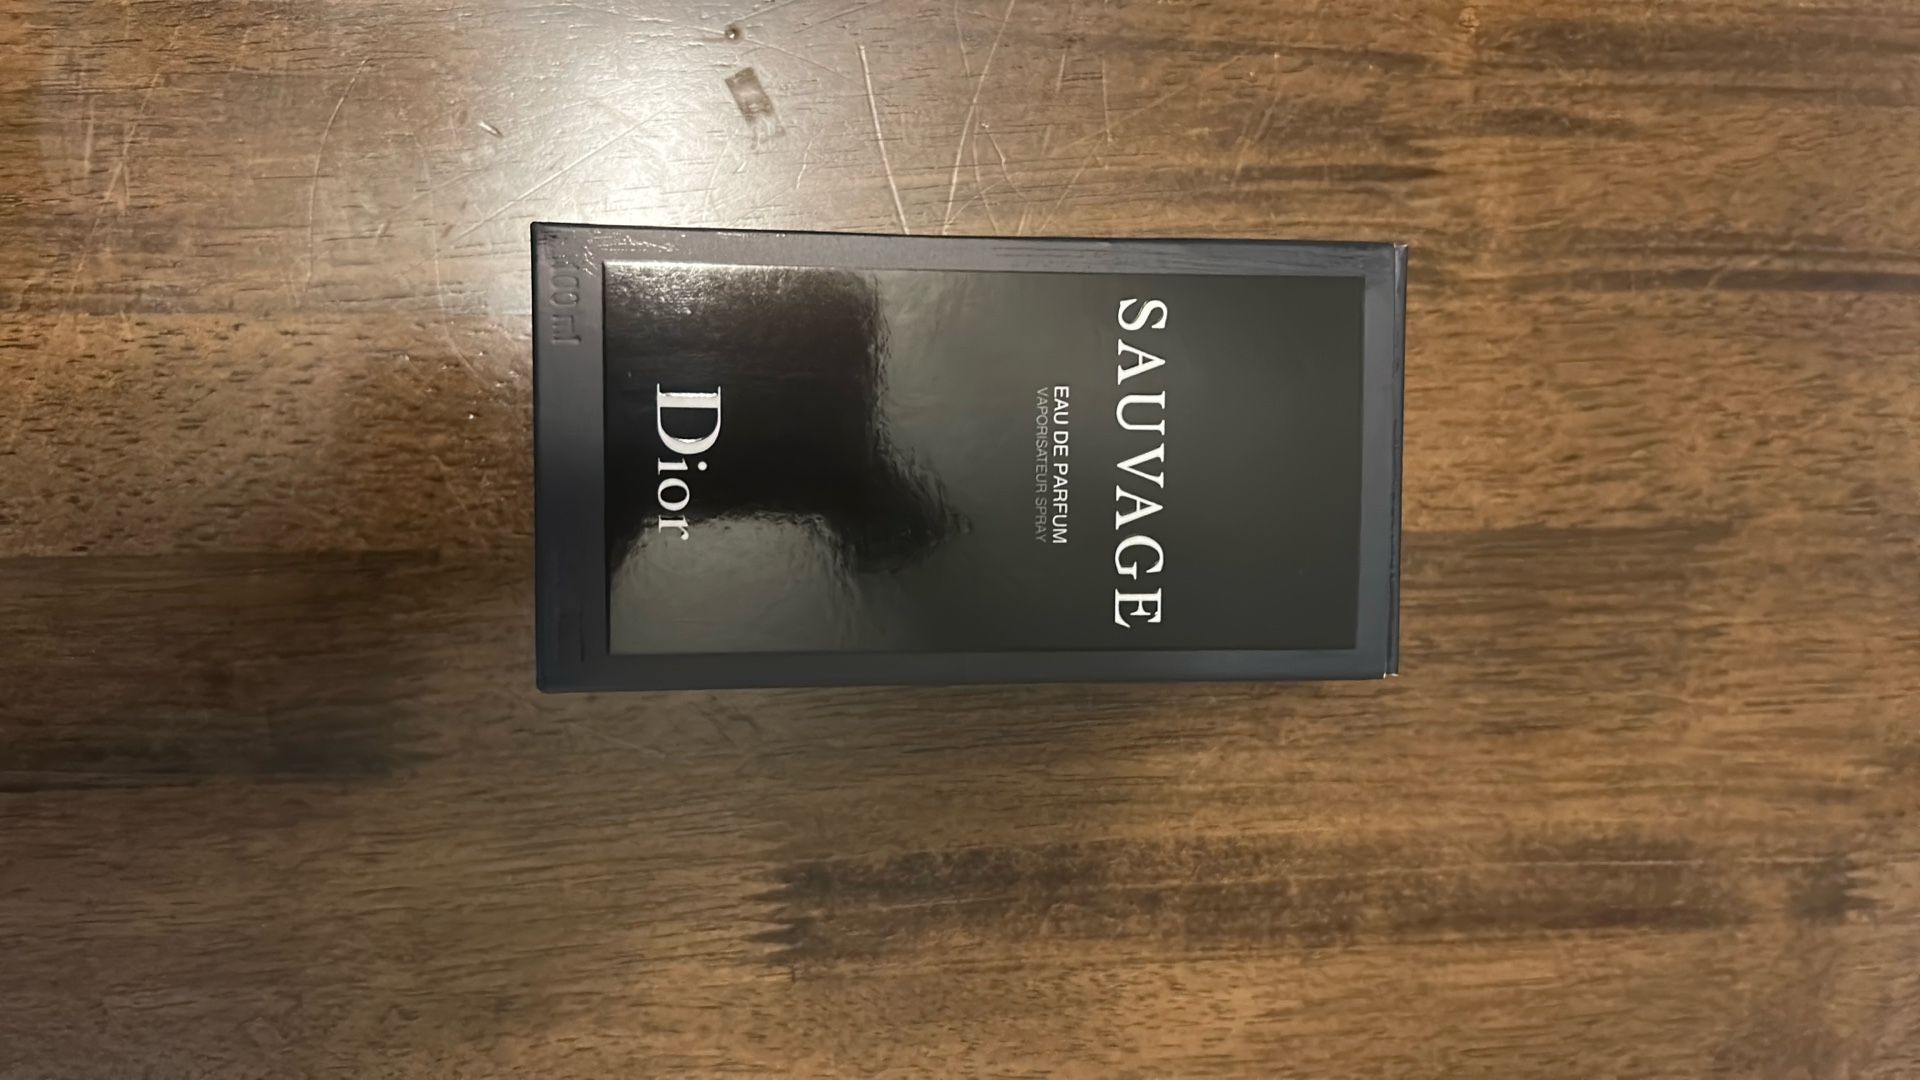 SAUVAGE
EAU DE PARFUM
VAPORISATEUR SPRAY
Dior
100 ml